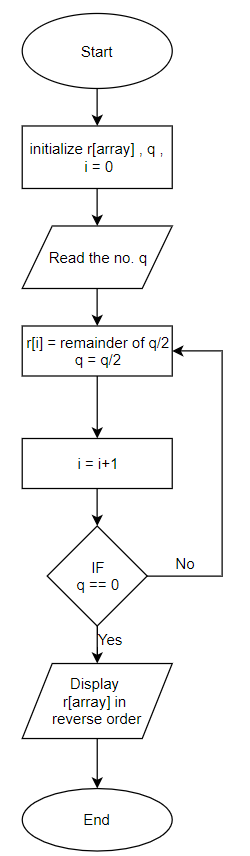 Start
initialize r[array] , q ,
i = 0
Read the no. q
r[i] = remainder of q/2
q = q/2
i = i+1
IF
q == 0
No
Yes
Display
r[array] in
reverse order
End